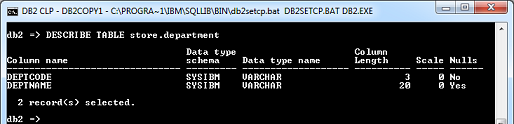 DB2 CLP - DB2COPY1 - C:\PROGRA~1\IBM\SQLLIB\BIN\db2setcp.bat DB2SETCP.BAT DB2.EXE
db2 => DESCRIBE TABLE store.department
                                Data type                     Column
Column name                     schema    Data type name      Length     Scale Nulls
------------------------------- --------- ------------------- ---------- ----- ------
DEPTCODE                        SYSIBM    VARCHAR                      3     0 No
DEPTNAME                        SYSIBM    VARCHAR                     20     0 Yes
  2 record(s) selected.
db2 =>